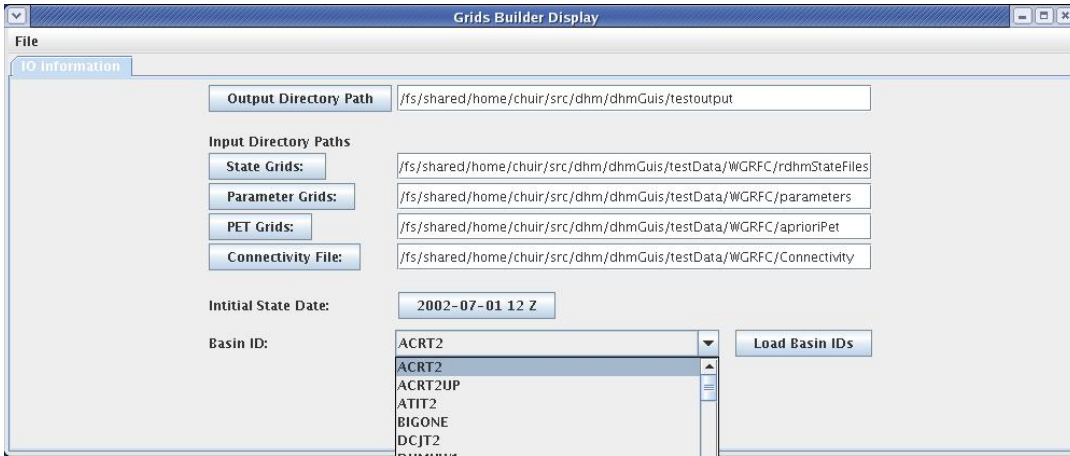 Grids Builder Display
File
IO information
Output Directory Path /fs/shared/home/chuir/src/dhm/dhmGuis/testoutput
Input Directory Paths
State Grids: /fs/shared/home/chuir/src/dhm/dhmGuis/testData/WGRFC/rdhmStateFiles
Parameter Grids: /fs/shared/home/chuir/src/dhm/dhmGuis/testData/WGRFC/parameters
PET Grids: /fs/shared/home/chuir/src/dhm/dhmGuis/testData/WGRFC/aprioriPet
Connectivity File: /fs/shared/home/chuir/src/dhm/dhmGuis/testData/WGRFC/Connectivity
Intitial State Date: 2002-07-01 12 Z
Basin ID: ACRT2 Load Basin IDs
ACRT2
ACRT2UP
ATIT2
BIGONE
DCJT2